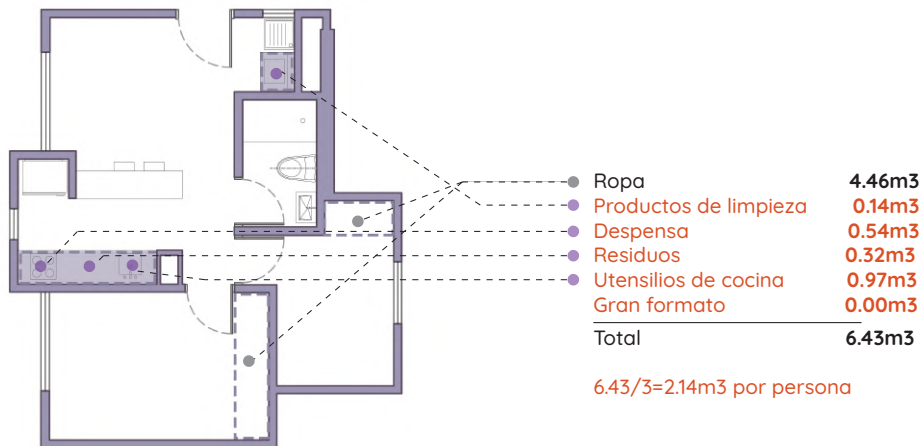 Ropa 4.46m3
Productos de limpieza 0.14m3
Despensa 0.54m3
Residuos 0.32m3
Utensilios de cocina 0.97m3
Gran formato 0.00m3
Total 6.43m3
6.43/3=2.14m3 por persona